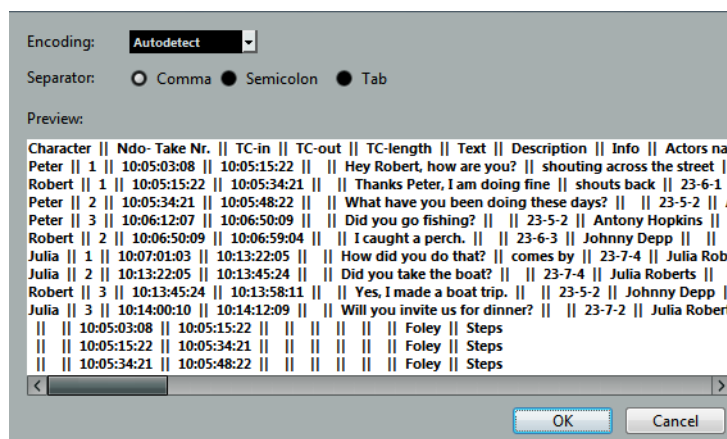 Encoding: Autodetect
Separator: Comma Semicolon Tab
Preview:
Character || Ndo- Take Nr. || TC-in || TC-out || TC-length || Text || Description || Info || Actors na
Peter || 1 || 10:05:03:08 || 10:05:15:22 || || Hey Robert, how are you? || shouting across the street ||
Robert || 1 || 10:05:15:22 || 10:05:34:21 || || Thanks Peter, I am doing fine || shouts back || 23-6-1
Peter || 2 || 10:05:34:21 || 10:05:48:22 || || What have you been doing these days? || || 23-5-2 ||
Peter || 3 || 10:06:12:07 || 10:06:50:09 || || Did you go fishing? || || 23-5-2 || Antony Hopkins ||
Robert || 2 || 10:06:50:09 || 10:06:59:04 || || I caught a perch. || || 23-6-3 || Johnny Depp || ||
Julia || 1 || 10:07:01:03 || 10:13:22:05 || || How did you do that? || comes by || 23-7-4 || Julia Rob
Julia || 2 || 10:13:22:05 || 10:13:45:24 || || Did you take the boat? || || 23-7-4 || Julia Roberts ||
Robert || 3 || 10:13:45:24 || 10:13:58:11 || || Yes, I made a boat trip. || || 23-5-2 || Johnny Depp ||
Julia || 3 || 10:14:00:10 || 10:14:12:09 || || Will you invite us for dinner? || || 23-7-2 || Julia Robert
|| || 10:05:03:08 || 10:05:15:22 || || || || || || Foley || Steps
|| || 10:05:15:22 || 10:05:34:21 || || || || || || Foley || Steps
|| || 10:05:34:21 || 10:05:48:22 || || || || || || Foley || Steps
OK Cancel